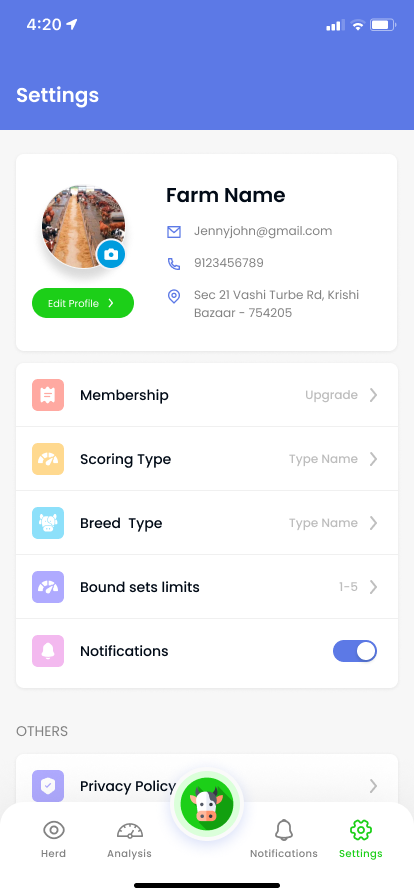 4:20
Settings
Farm Name
Jennyjohn@gmail.com
9123456789
Sec 21 Vashi Turbe Rd, Krishi
Bazaar - 754205
Edit Profile
Membership Upgrade
Scoring Type Type Name
Breed Type Type Name
Bound sets limits 1-5
Notifications
OTHERS
Privacy Policy
Herd Analysis Notifications Settings